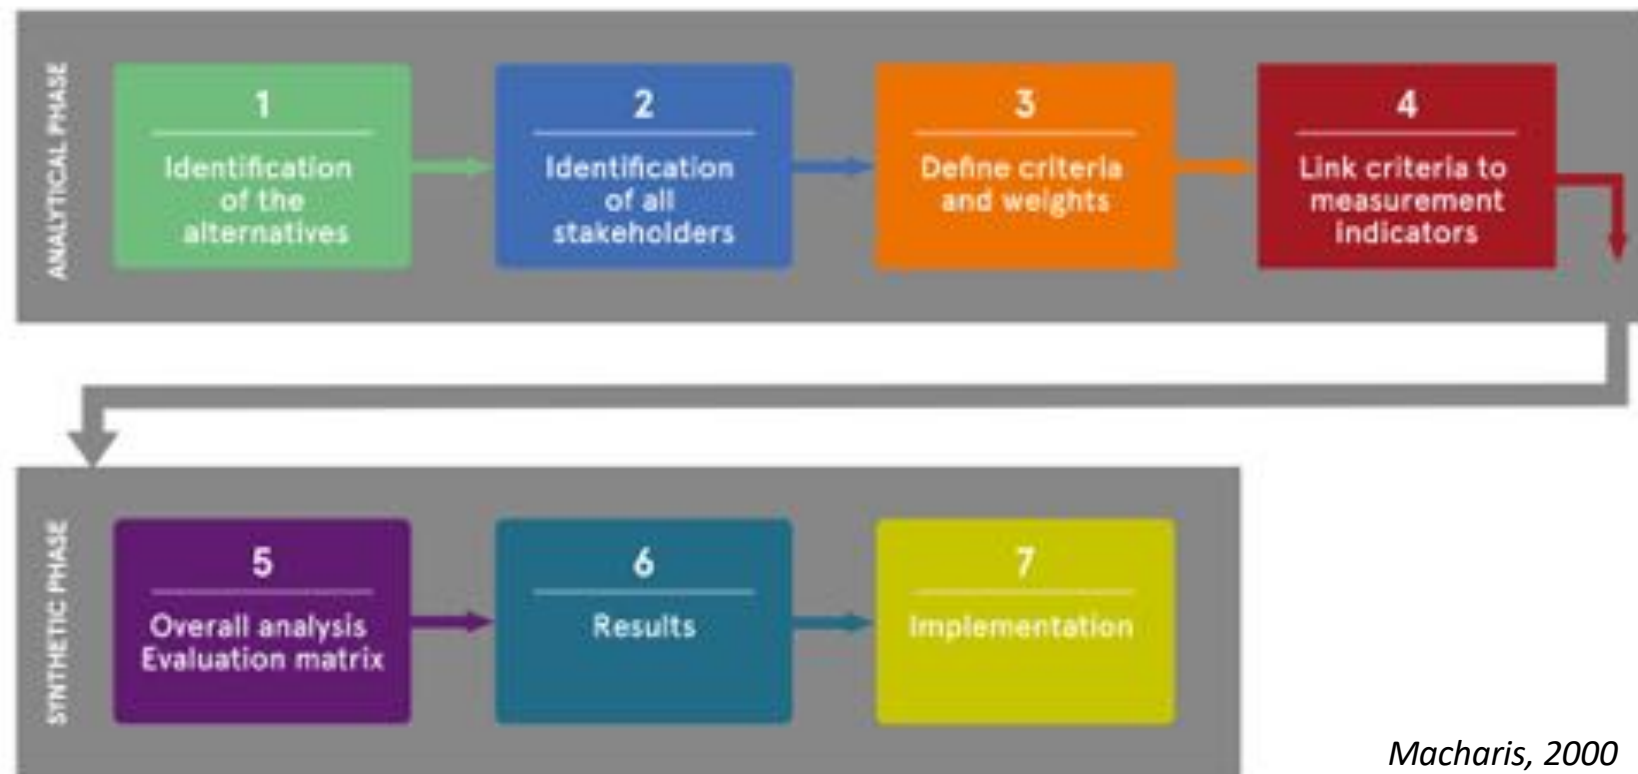 ANALYTICAL PHASE
1
Identification
of the
alternatives
2
Identification
of all
stakeholders
3
Define criteria
and weights
4
Link criteria to
measurement
indicators
SYNTHETIC PHASE
5
Overall analysis
Evaluation matrix
6
Results
7
Implementation
Macharis, 2000